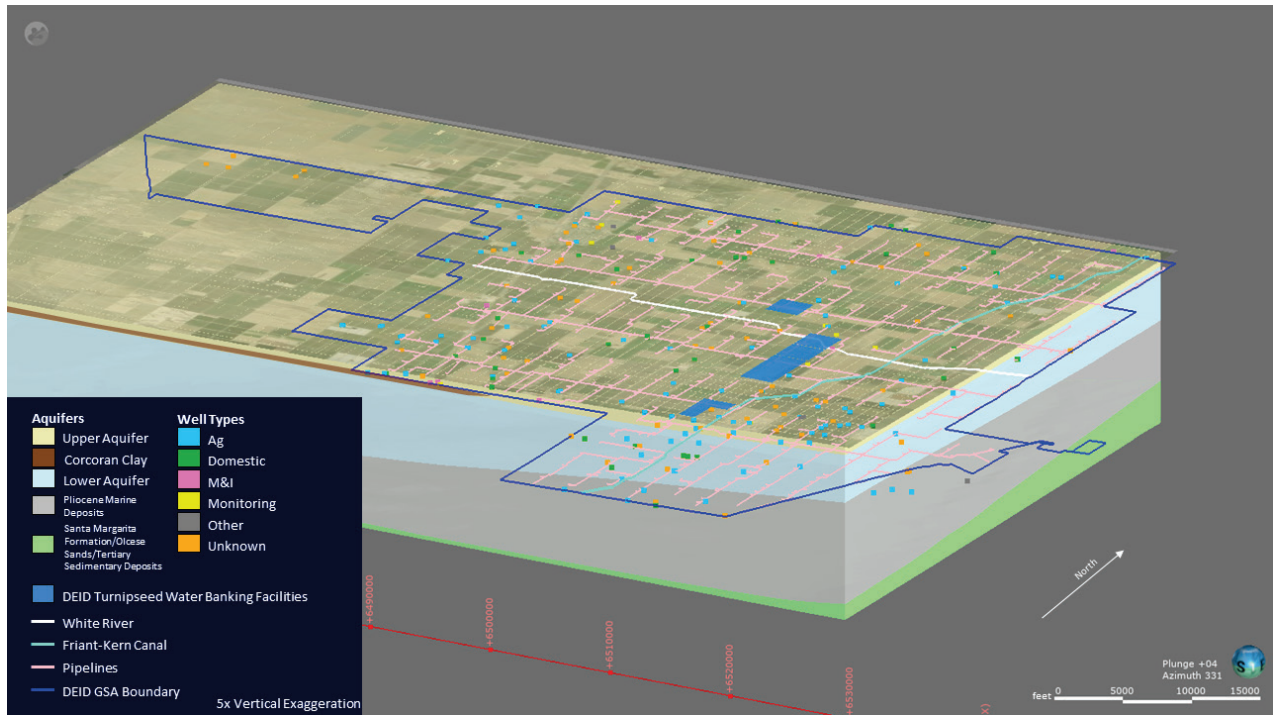 Aquifers
Upper Aquifer
Corcoran Clay
Lower Aquifer
Pliocene Marine
Deposits
Santa Margarita
Formation/Olcese
Sands/Tertiary
Sedimentary Deposits
Well Types
Ag
Domestic
M&I
Monitoring
Other
Unknown
DEID Turnipseed Water Banking Facilities
White River
Friant-Kern Canal
Pipelines
DEID GSA Boundary
5x Vertical Exaggeration
+6490000
+6500000
+6510000
+6520000
+6530000
x)
North
Plunge +04
Azimuth 331
feet 0 5000 10000 15000